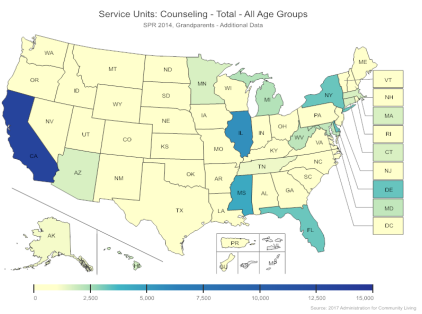 Service Units: Counseling - Total - All Age Groups
SPR 2014, Grandparents - Additional Data
WA
MT
ND
MN
ME
OR
ID
SD
WI
MI
NY
VT
WY
NH
IA
NE
PA
MA
NV
IL
IN
OH
RI
UT
CO
WV
CT
CA
KS
MO
VA
KY
NJ
NC
TN
DE
AZ
NM
OK
AR
SC
MD
MS
AL
GA
DC
TX
LA
FL
AK
HI
PR
GU
0
2,500
5,000
7,500
10,000
12,500
15,000
Source: 2017 Administration for Community Living